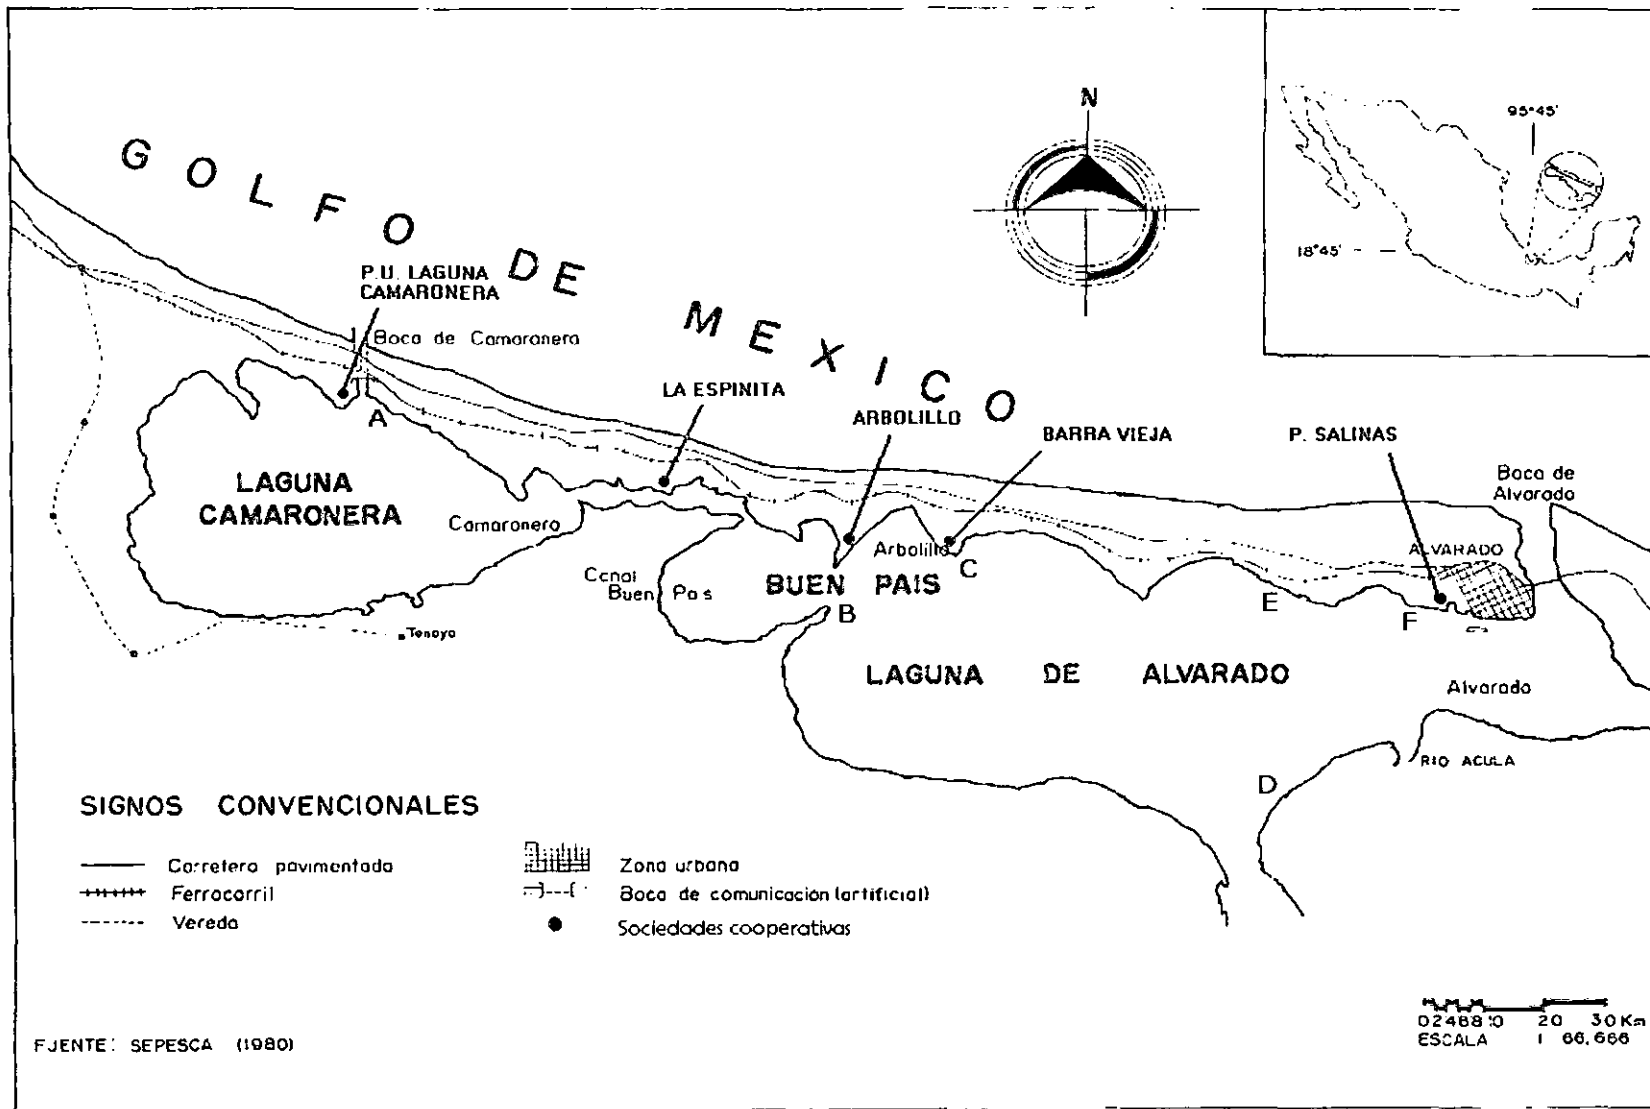 GOLFO DE MEXICO
N
95°45'
18°45'
P.U. LAGUNA
CAMARONERA
Boca de Camaronera
A
LA ESPINITA
ARBOLILLO
BARRA VIEJA
P. SALINAS
Boca de
Alvarado
LAGUNA
CAMARONERA
Camaronera
Arbolillo
C
ALVARADO
Canal
Buen Pais
BUEN PAIS
B
E
F
Tenaya
LAGUNA DE ALVARADO
Alvarado
RIO ACULA
D
SIGNOS CONVENCIONALES
Carretera pavimentada
Ferrocarril
Vereda
Zona urbana
Boca de comunicación (artificial)
Sociedades cooperativas
0 2 4 6 8 10 20 30 Km
ESCALA 1 66.666
FUENTE: SEPESCA (1980)